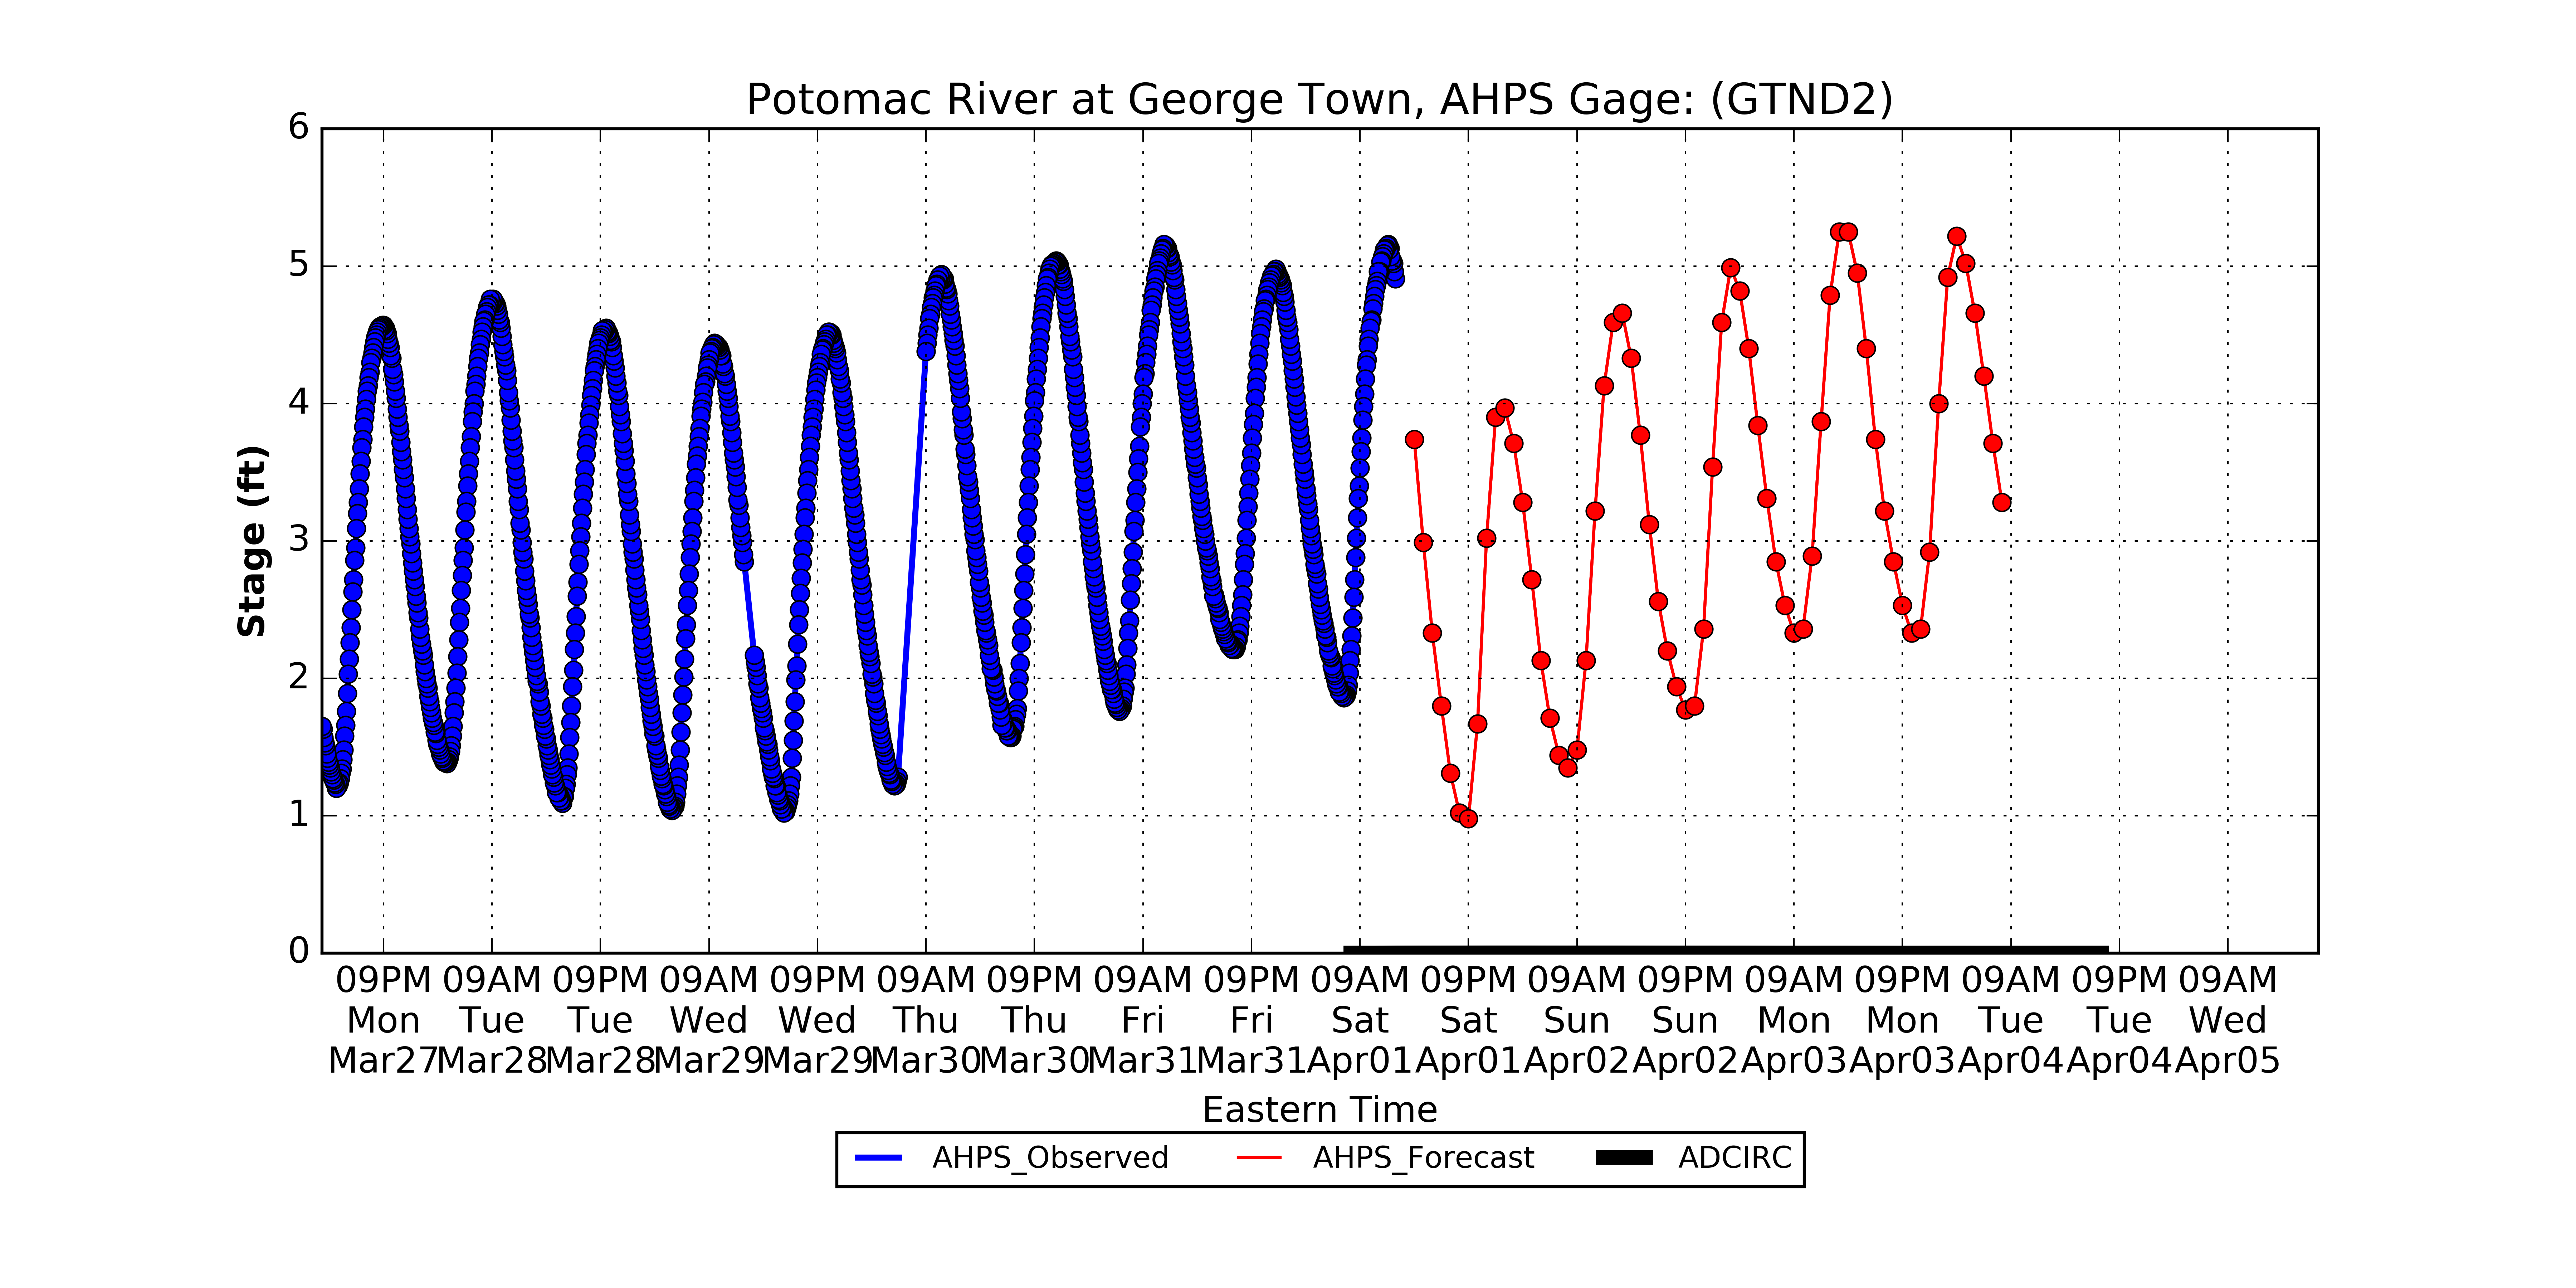 Potomac River at George Town, AHPS Gage: (GTND2)
6
5
4
3
2
1
0
Stage (ft)
09PM 09AM 09PM 09AM 09PM 09AM 09PM 09AM 09PM 09AM 09PM 09AM 09PM 09AM 09PM 09AM 09PM 09AM
Mon Tue Tue Wed Wed Thu Thu Fri Fri Sat Sat Sun Sun Mon Mon Tue Tue Wed
Mar27 Mar28 Mar28 Mar29 Mar29 Mar30 Mar30 Mar31 Mar31 Apr01 Apr01 Apr02 Apr02 Apr03 Apr03 Apr04 Apr04 Apr05
Eastern Time
AHPS_Observed AHPS_Forecast ADCIRC